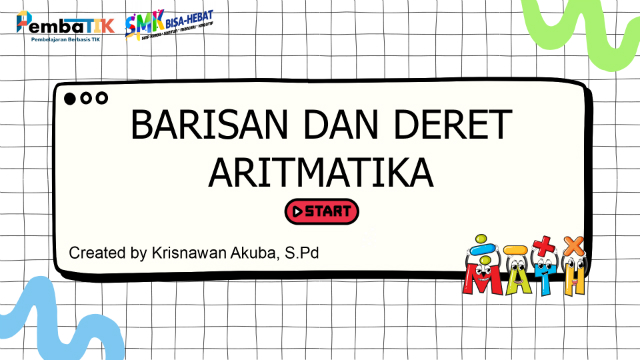 PembaTIK
Pembelajaran Berbasis TIK
SMK BISA-HEBAT
BARISAN DAN DERET
ARITMATIKA
START
Created by Krisnawan Akuba, S.Pd
MATH